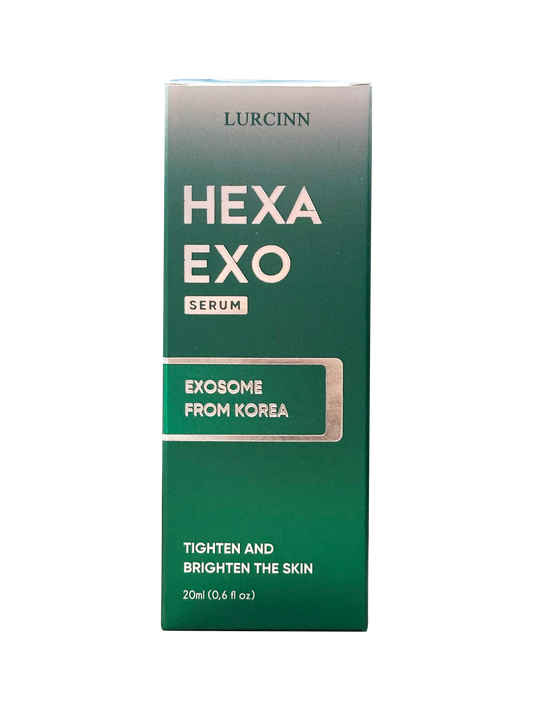 LURCINN
HEXA
EXO
SERUM
EXOSOME
FROM KOREA
TIGHTEN AND
BRIGHTEN THE SKIN
20ml (0,6 fl oz)